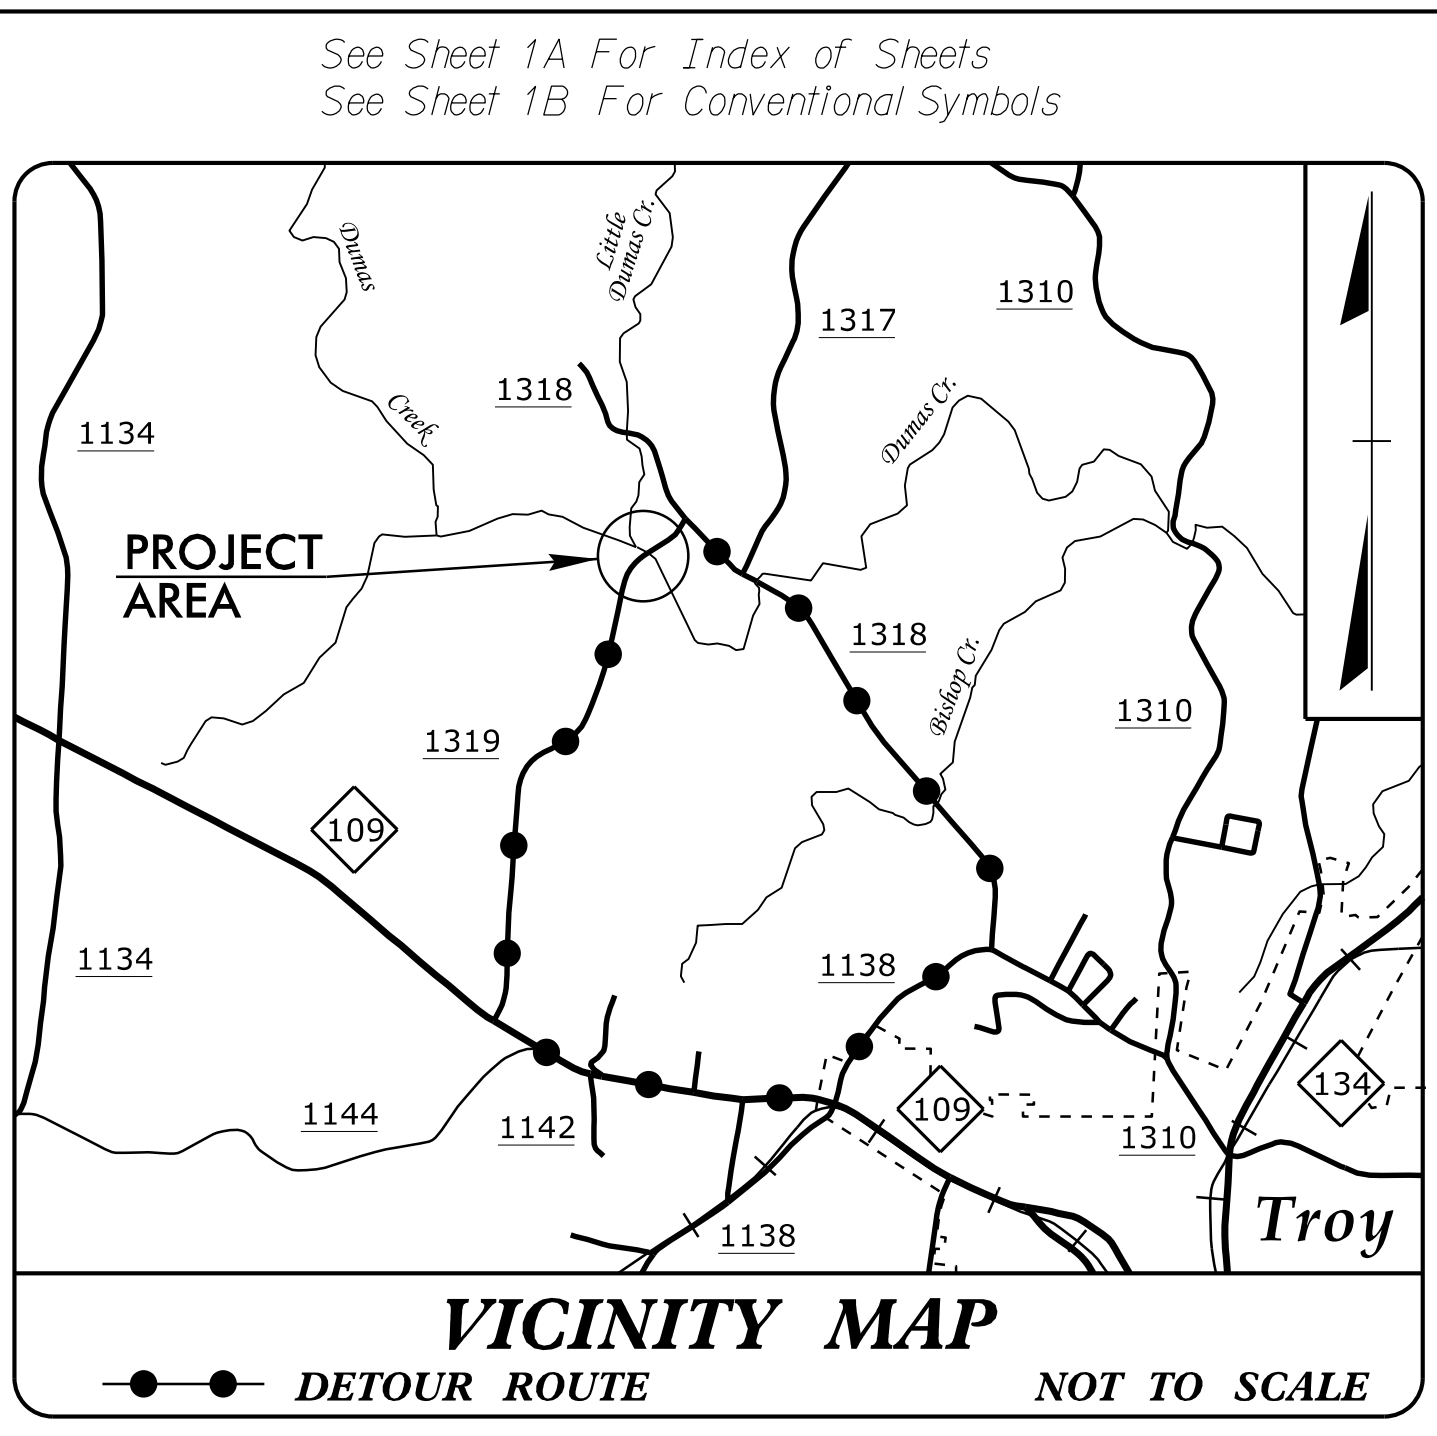 See Sheet 1A For Index of Sheets
See Sheet 1B For Conventional Symbols
Dumas
Little
Dumas Cr.
1310
1317
1318
Dumas Cr.
Creek
1134
PROJECT
AREA
1318
Bishop Cr.
1310
1319
109
1134
1138
134
109
1144
1142
1310
1138
Troy
VICINITY MAP
DETOUR ROUTE
NOT TO SCALE